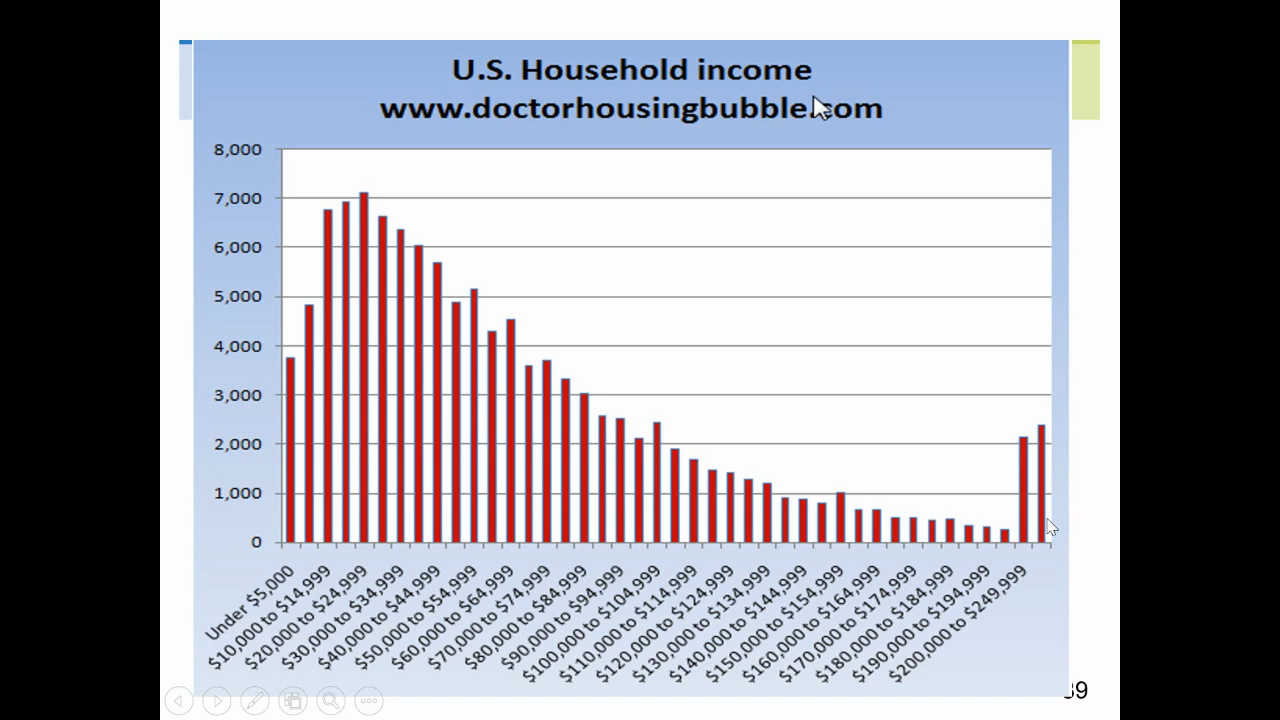 U.S. Household income
www.doctorhousingbubble.com
8,000
7,000
6,000
5,000
4,000
3,000
2,000
1,000
0
Under $5,000
$10,000 to $14,999
$20,000 to $24,999
$30,000 to $34,999
$40,000 to $44,999
$50,000 to $54,999
$60,000 to $64,999
$70,000 to $74,999
$80,000 to $84,999
$90,000 to $94,999
$100,000 to $104,999
$110,000 to $114,999
$120,000 to $124,999
$130,000 to $134,999
$140,000 to $144,999
$150,000 to $154,999
$160,000 to $164,999
$170,000 to $174,999
$180,000 to $184,999
$190,000 to $194,999
$200,000 to $249,999